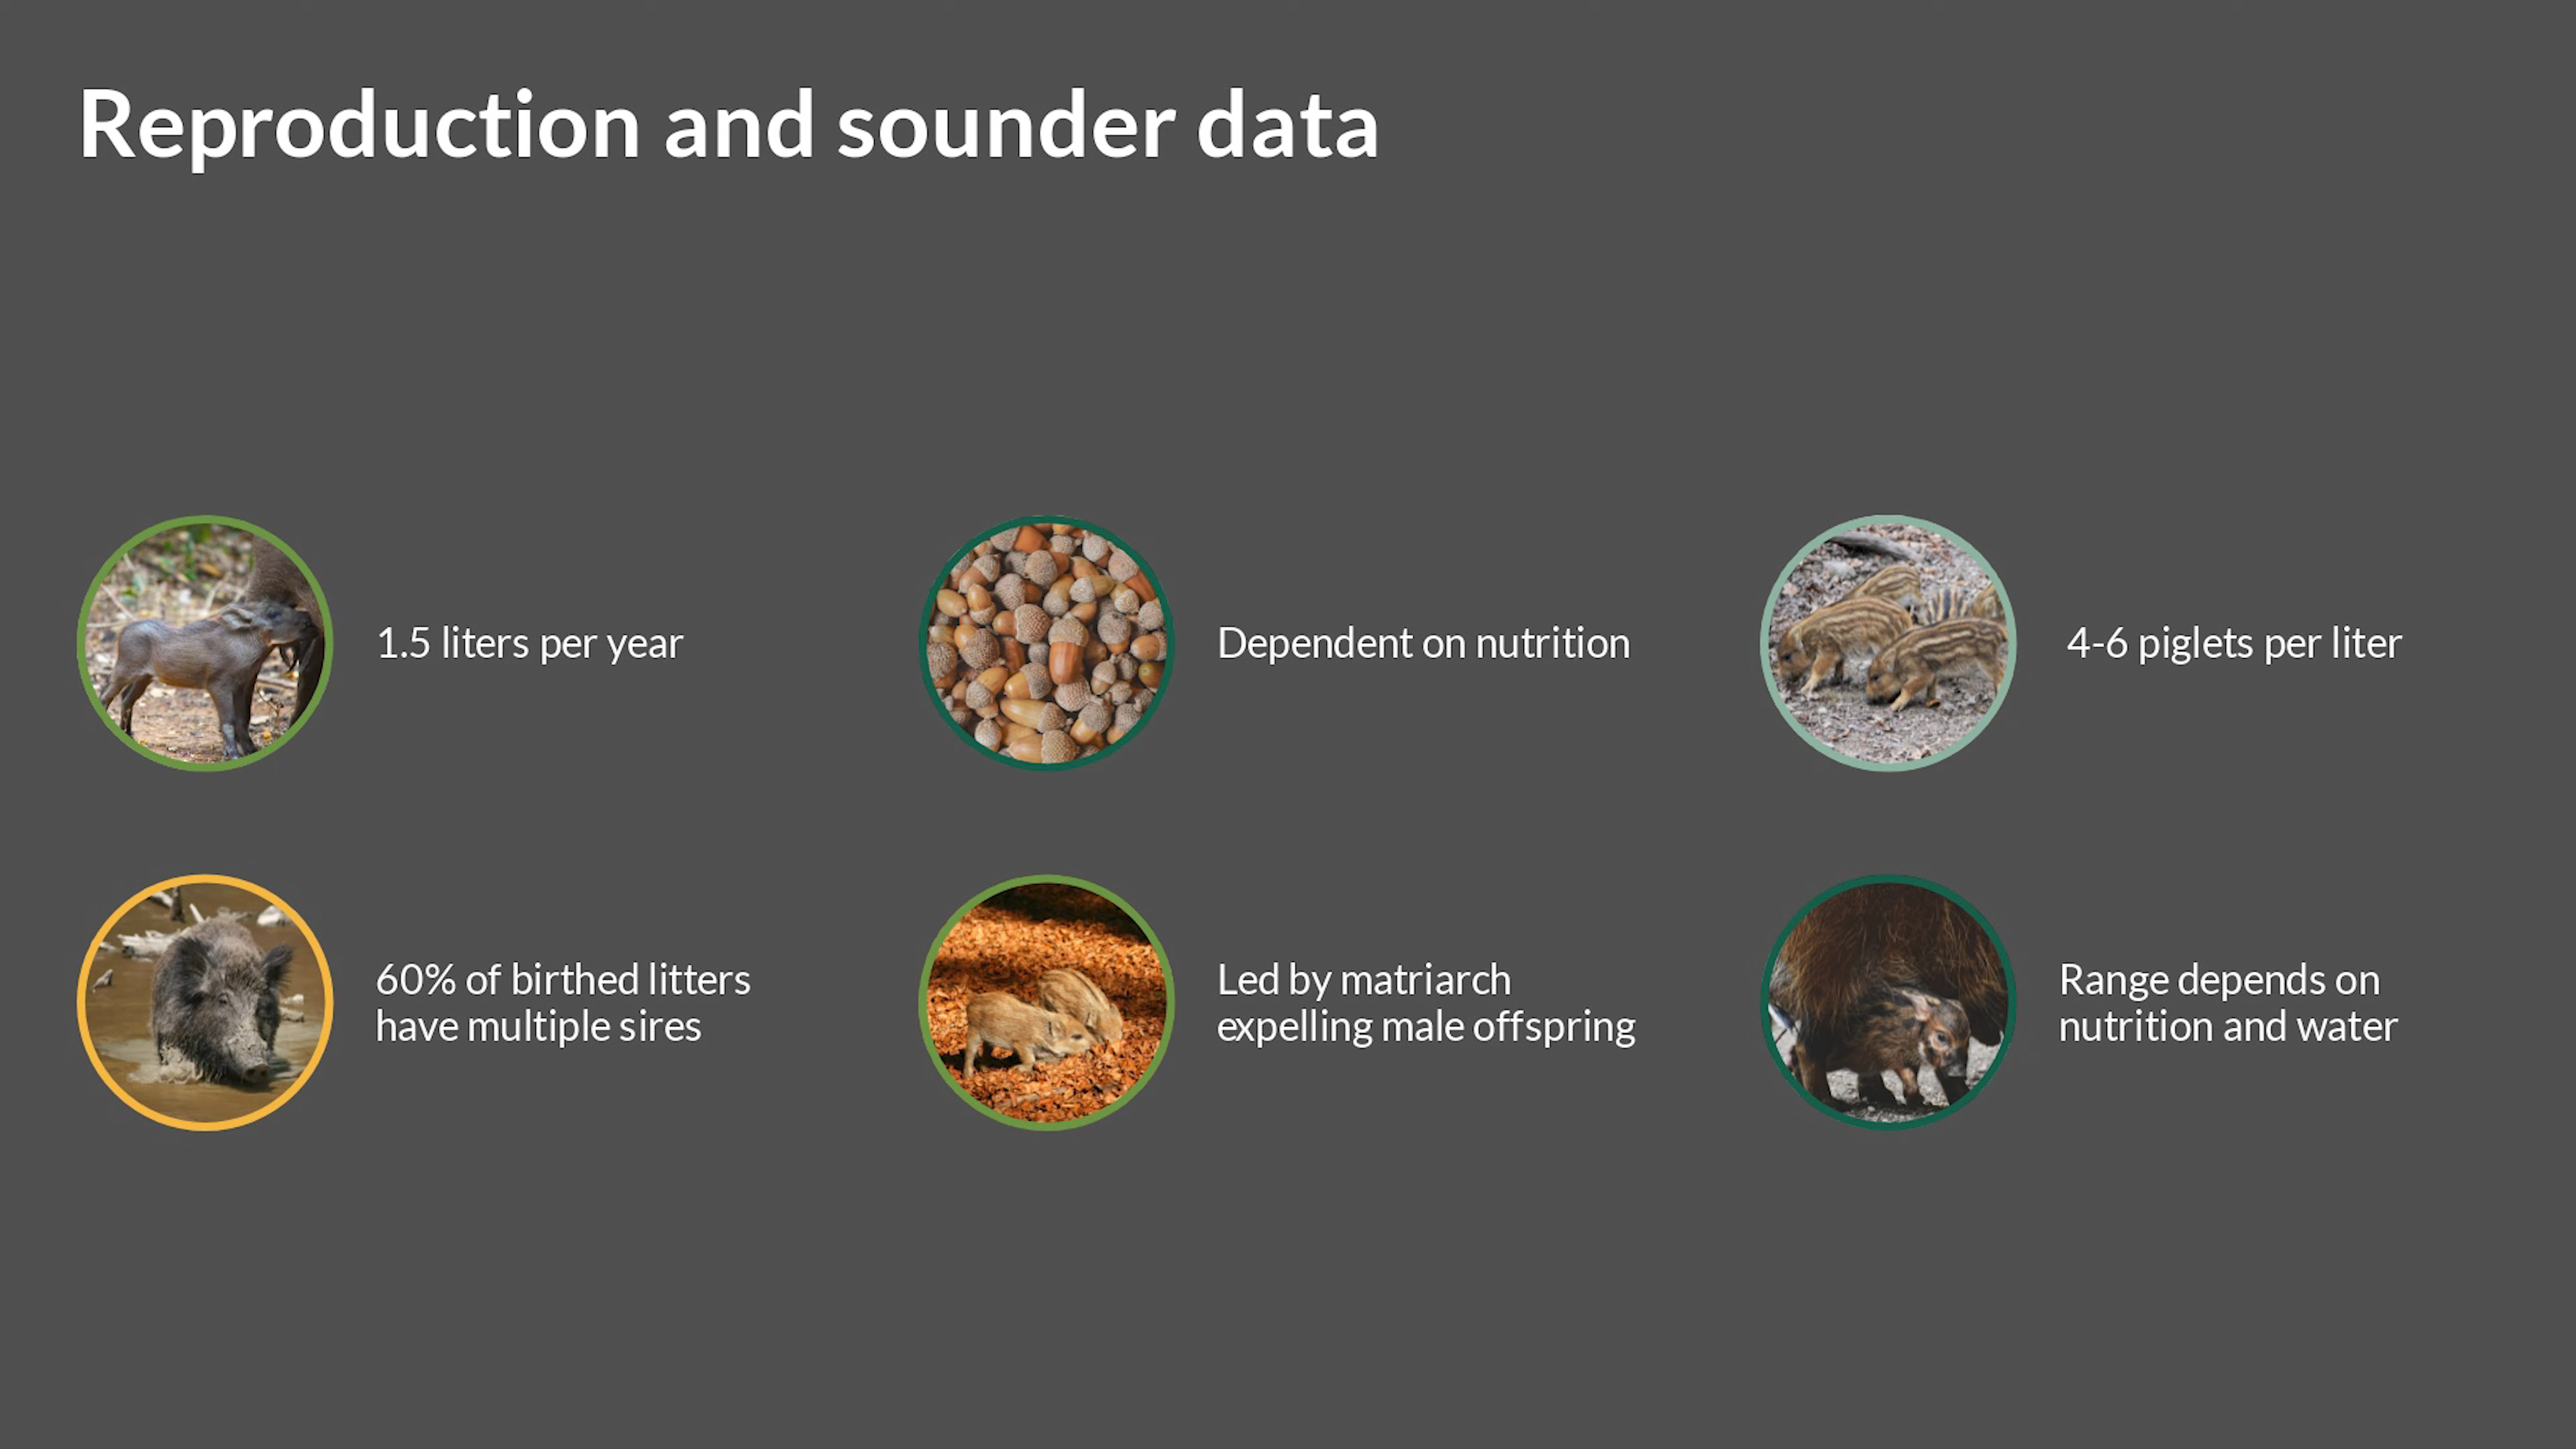 Reproduction and sounder data
1.5 liters per year
Dependent on nutrition
4-6 piglets per liter
60% of birthed litters
have multiple sires
Led by matriarch
expelling male offspring
Range depends on
nutrition and water